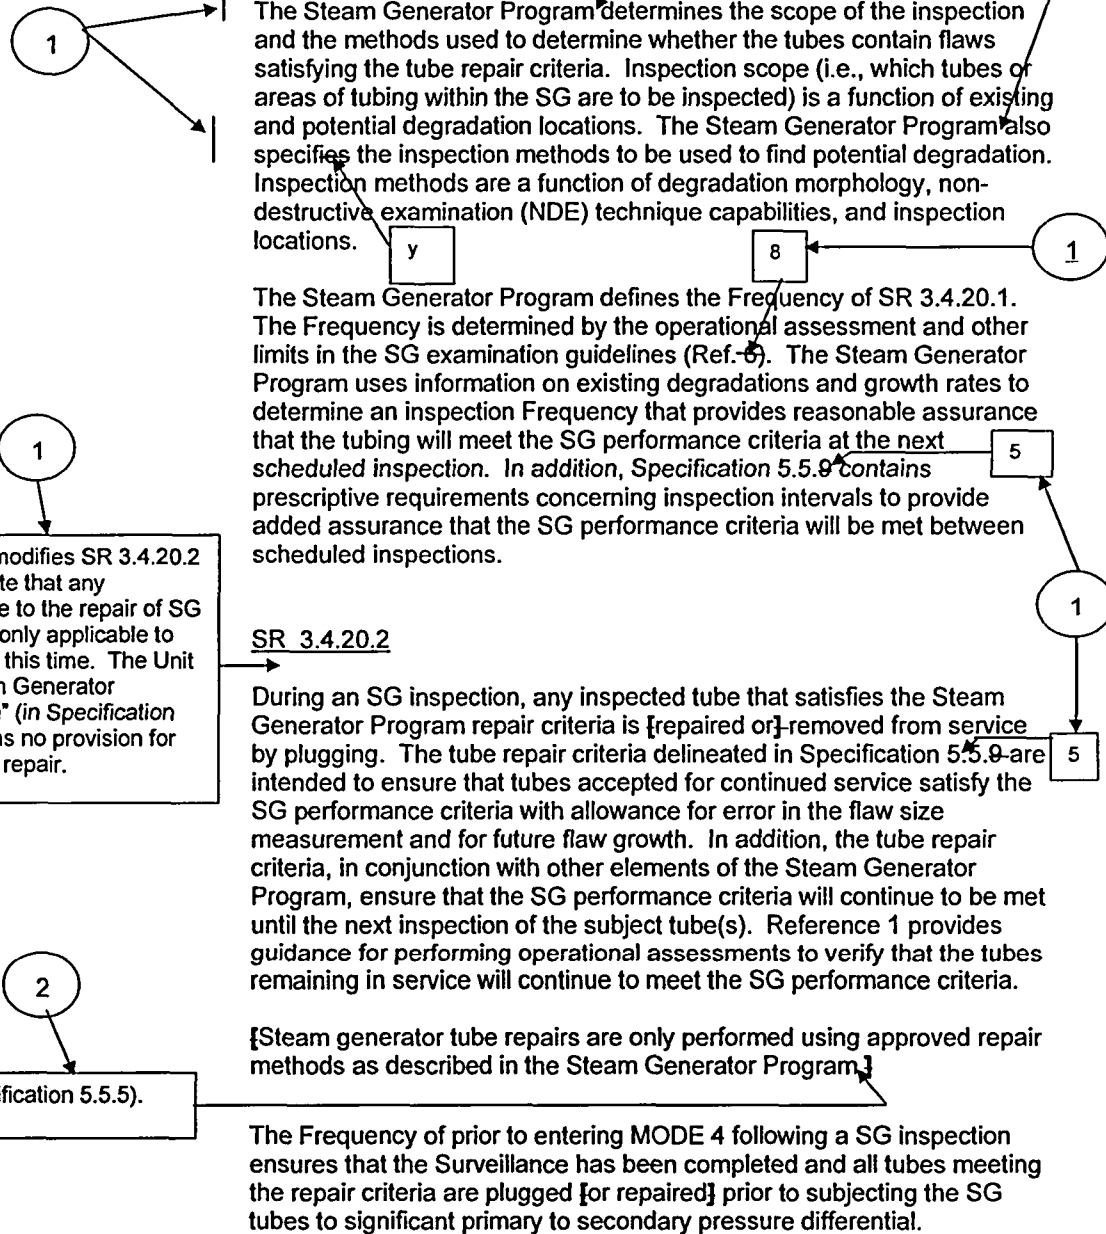 1
The Steam Generator Program determines the scope of the inspection
and the methods used to determine whether the tubes contain flaws
satisfying the tube repair criteria. Inspection scope (i.e., which tubes or
areas of tubing within the SG are to be inspected) is a function of existing
and potential degradation locations. The Steam Generator Program also
specifies the inspection methods to be used to find potential degradation.
Inspection methods are a function of degradation morphology, non-
destructive examination (NDE) technique capabilities, and inspection
locations.
y
8
1
The Steam Generator Program defines the Frequency of SR 3.4.20.1.
The Frequency is determined by the operational assessment and other
limits in the SG examination guidelines (Ref. 6). The Steam Generator
Program uses information on existing degradations and growth rates to
determine an inspection Frequency that provides reasonable assurance
that the tubing will meet the SG performance criteria at the next
scheduled inspection. In addition, Specification 5.5.9 contains
prescriptive requirements concerning inspection intervals to provide
added assurance that the SG performance criteria will be met between
scheduled inspections.
5
1
1
modifies SR 3.4.20.2
te that any
e to the repair of SG
only applicable to
this time. The Unit
n Generator
" (in Specification
as no provision for
repair.
SR 3.4.20.2
During an SG inspection, any inspected tube that satisfies the Steam
Generator Program repair criteria is [repaired or] removed from service
by plugging. The tube repair criteria delineated in Specification 5.5.9 are
intended to ensure that tubes accepted for continued service satisfy the
SG performance criteria with allowance for error in the flaw size
measurement and for future flaw growth. In addition, the tube repair
criteria, in conjunction with other elements of the Steam Generator
Program, ensure that the SG performance criteria will continue to be met
until the next inspection of the subject tube(s). Reference 1 provides
guidance for performing operational assessments to verify that the tubes
remaining in service will continue to meet the SG performance criteria.
5
2
[Steam generator tube repairs are only performed using approved repair
methods as described in the Steam Generator Program.]
ification 5.5.5).
The Frequency of prior to entering MODE 4 following a SG inspection
ensures that the Surveillance has been completed and all tubes meeting
the repair criteria are plugged [or repaired] prior to subjecting the SG
tubes to significant primary to secondary pressure differential.